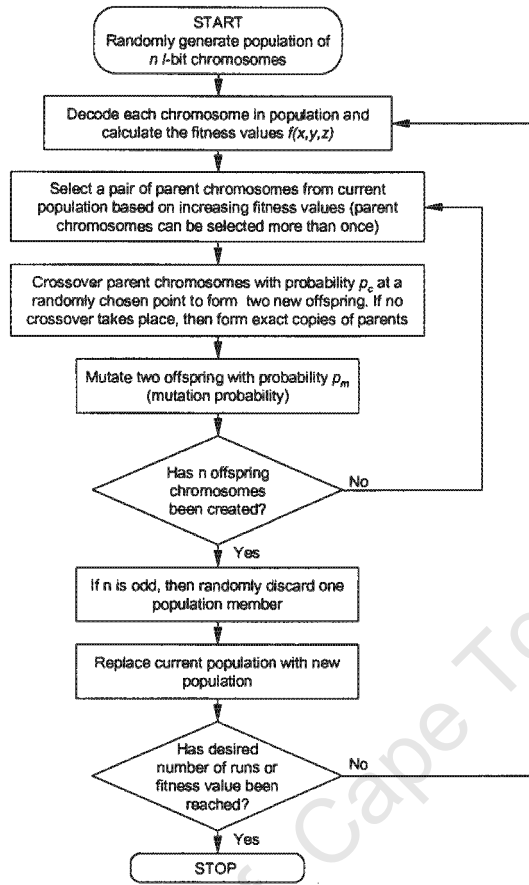 START
Randomly generate population of
n l-bit chromosomes
Decode each chromosome in population and
calculate the fitness values f(x,y,z)
Select a pair of parent chromosomes from current
population based on increasing fitness values (parent
chromosomes can be selected more than once)
Crossover parent chromosomes with probability pc at a
randomly chosen point to form two new offspring. If no
crossover takes place, then form exact copies of parents
Mutate two offspring with probability pm
(mutation probability)
Has n offspring
chromosomes
been created?
No
Yes
If n is odd, then randomly discard one
population member
Replace current population with new
population
Has desired
number of runs or
fitness value been
reached?
No
Yes
STOP
Cape To